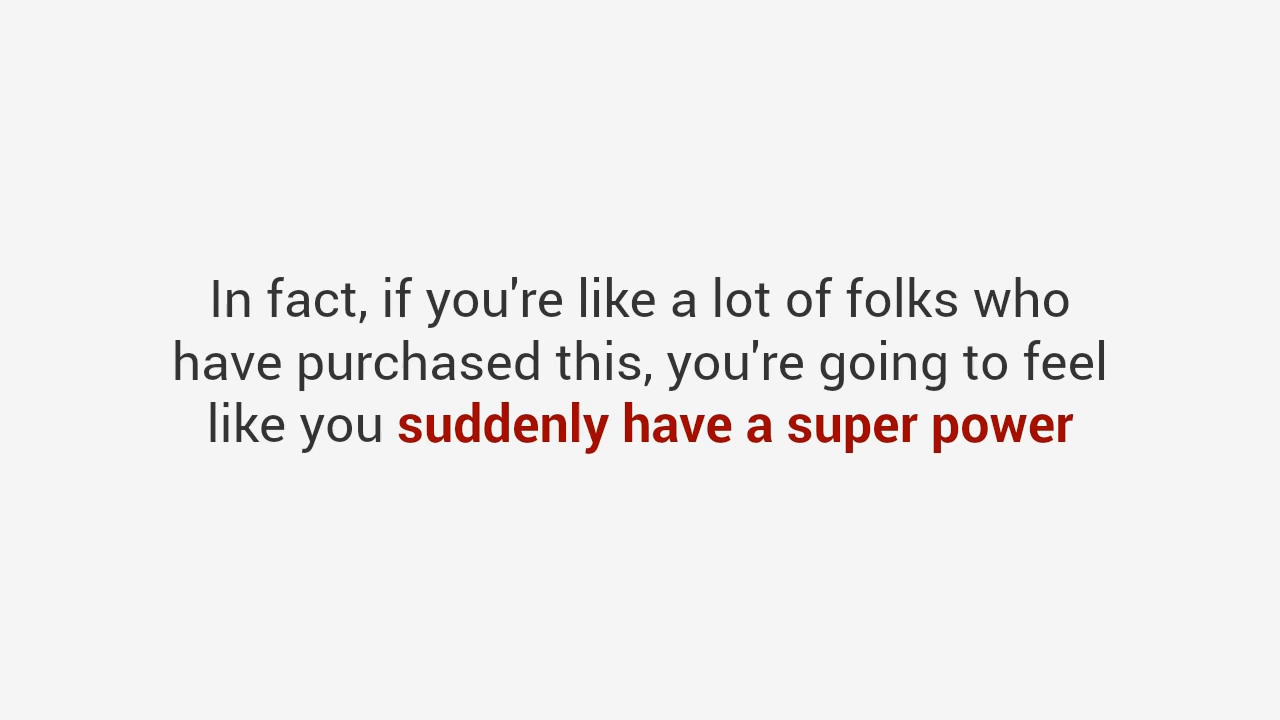 In fact, if you're like a lot of folks who
have purchased this, you're going to feel
like you suddenly have a super power